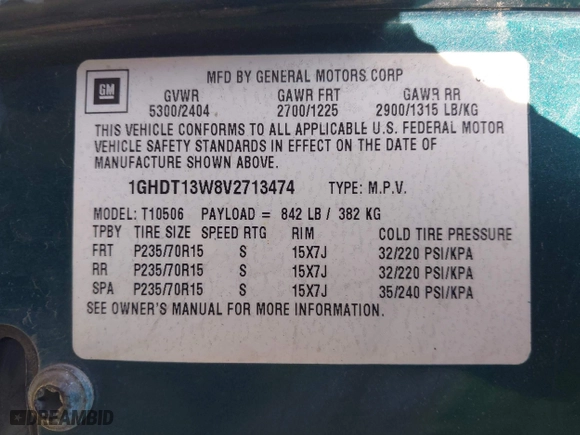 GM
MFD BY GENERAL MOTORS CORP
GVWR GAWR FRT GAWR RR
5300/2404 2700/1225 2900/1315 LB/KG
THIS VEHICLE CONFORMS TO ALL APPLICABLE U.S. FEDERAL MOTOR
VEHICLE SAFETY STANDARDS IN EFFECT ON THE DATE OF
MANUFACTURE SHOWN ABOVE.
1GHDT13W8V2713474 TYPE: M.P.V.
MODEL: T10506 PAYLOAD = 842 LB / 382 KG
TPBY TIRE SIZE SPEED RTG RIM COLD TIRE PRESSURE
FRT P235/70R15 S 15X7J 32/220 PSI/KPA
RR P235/70R15 S 15X7J 32/220 PSI/KPA
SPA P235/70R15 S 15X7J 35/240 PSI/KPA
SEE OWNER'S MANUAL FOR MORE INFORMATION.
DREAMBID